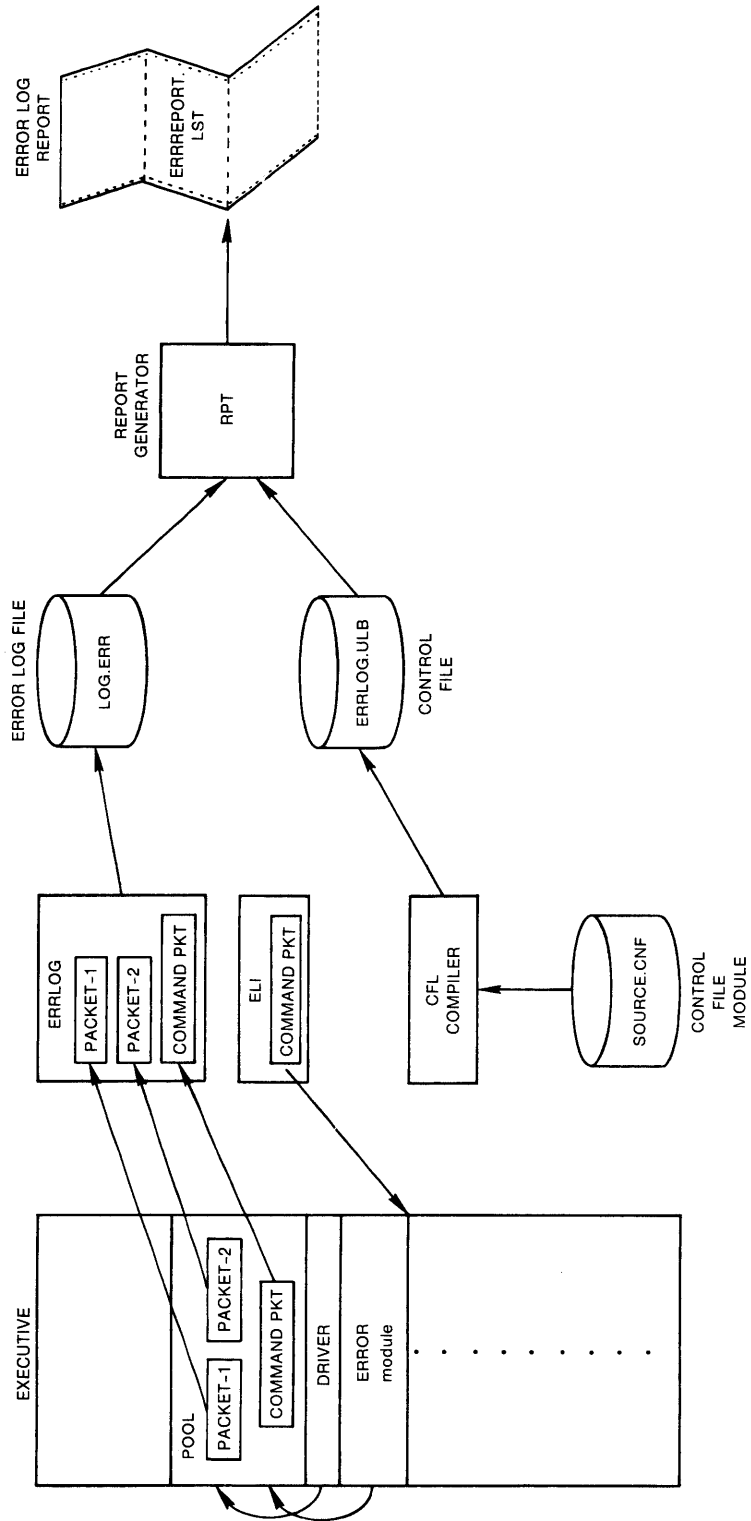 EXECUTIVE
POOL
PACKET-1
PACKET-2
COMMAND PKT
DRIVER
ERROR
module
ERRLOG
PACKET-1
PACKET-2
COMMAND PKT
ELI
COMMAND PKT
CFL
COMPILER
SOURCE.CNF
CONTROL
FILE
MODULE
ERROR LOG FILE
LOG.ERR
ERRLOG.ULB
CONTROL
FILE
REPORT
GENERATOR
RPT
ERROR LOG
REPORT
ERRREPORT.
LST